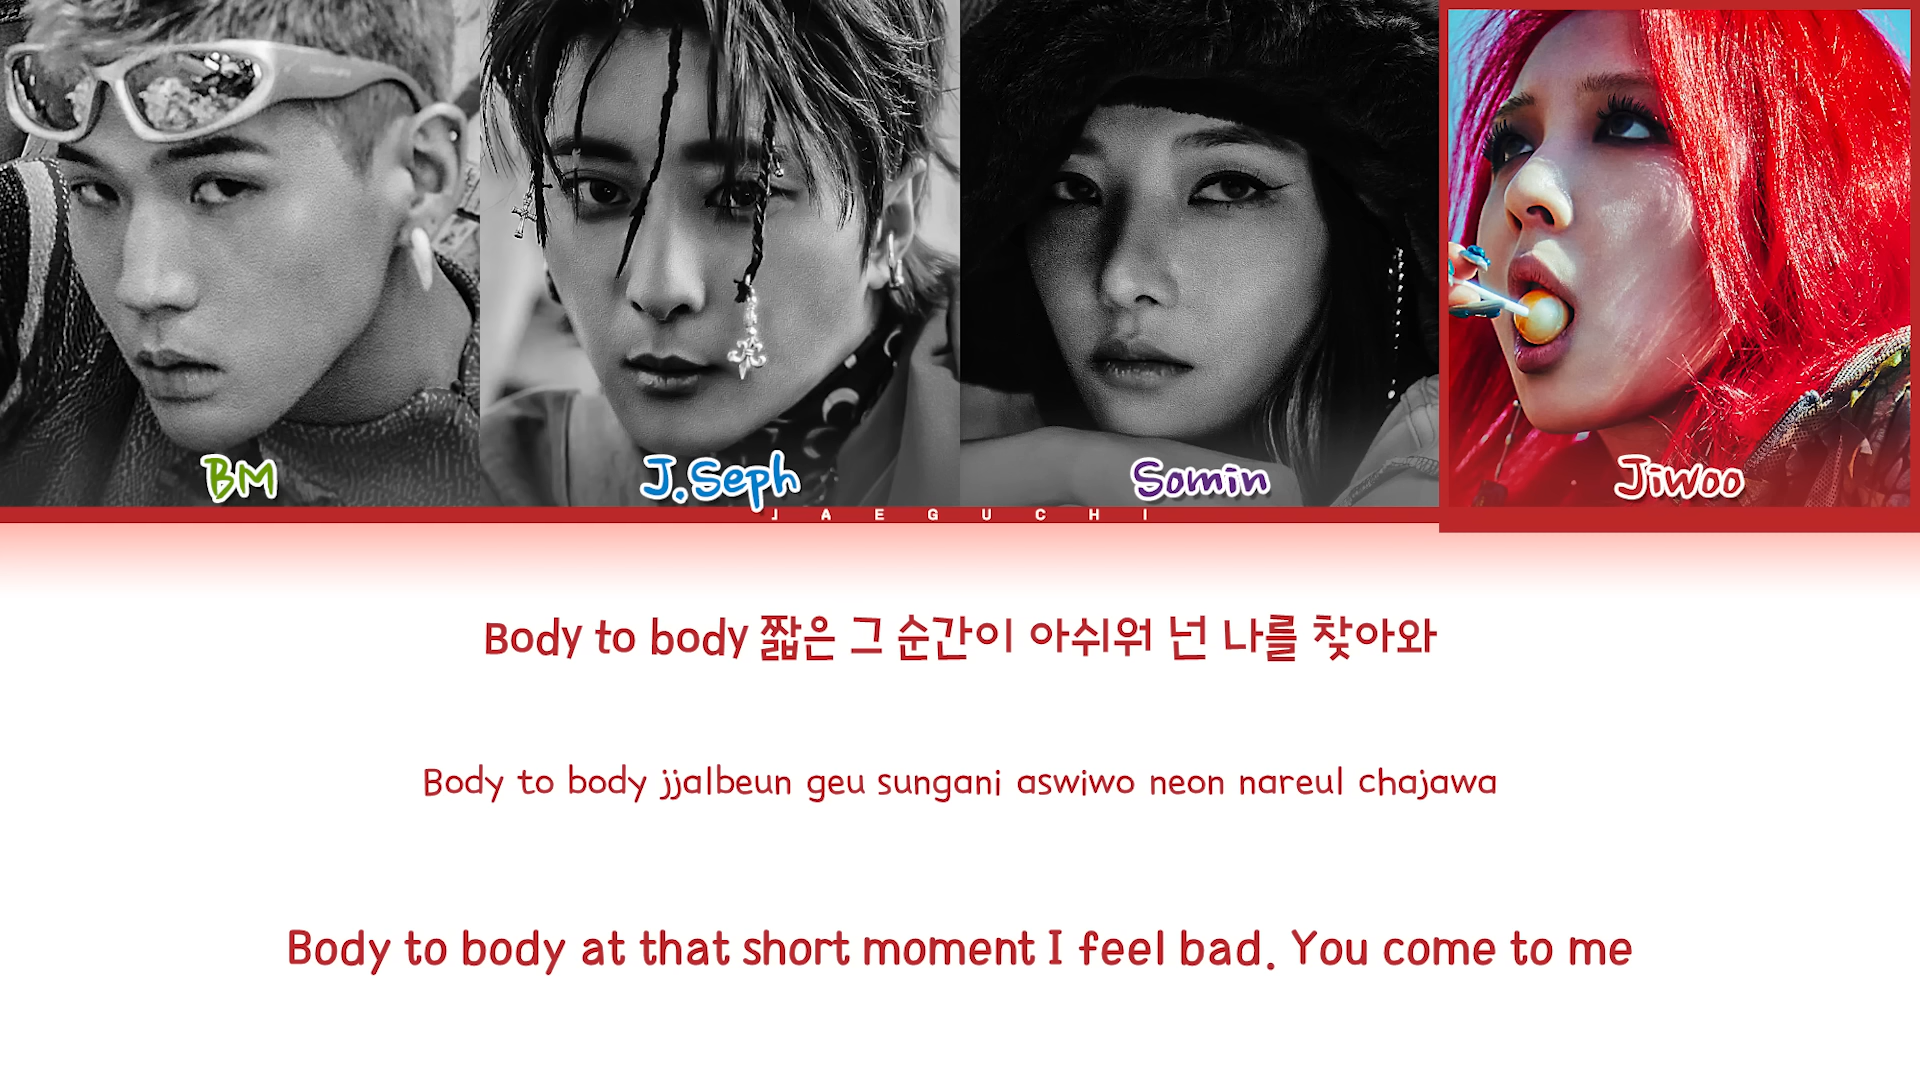 BM
J.Seph
Somin
Jiwoo
JAEGUCHI
Body to body 짧은 그 순간이 아쉬워 넌 나를 찾아와
Body to body jjalbeun geu sungani aswiwo neon nareul chajawa
Body to body at that short moment I feel bad. You come to me